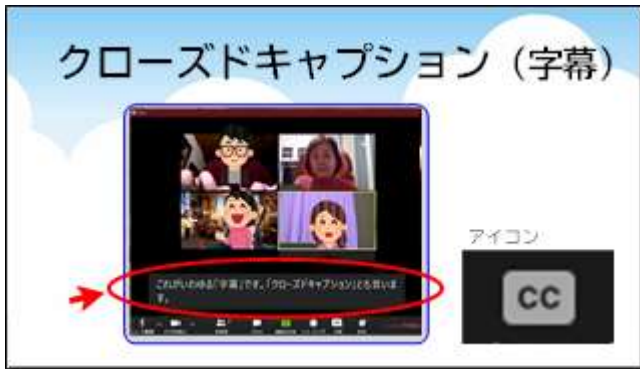 クローズドキャプション（字幕）
これがいわゆる「字幕」です。「クローズドキャプション」とも言いま
す。
アイコン
CC